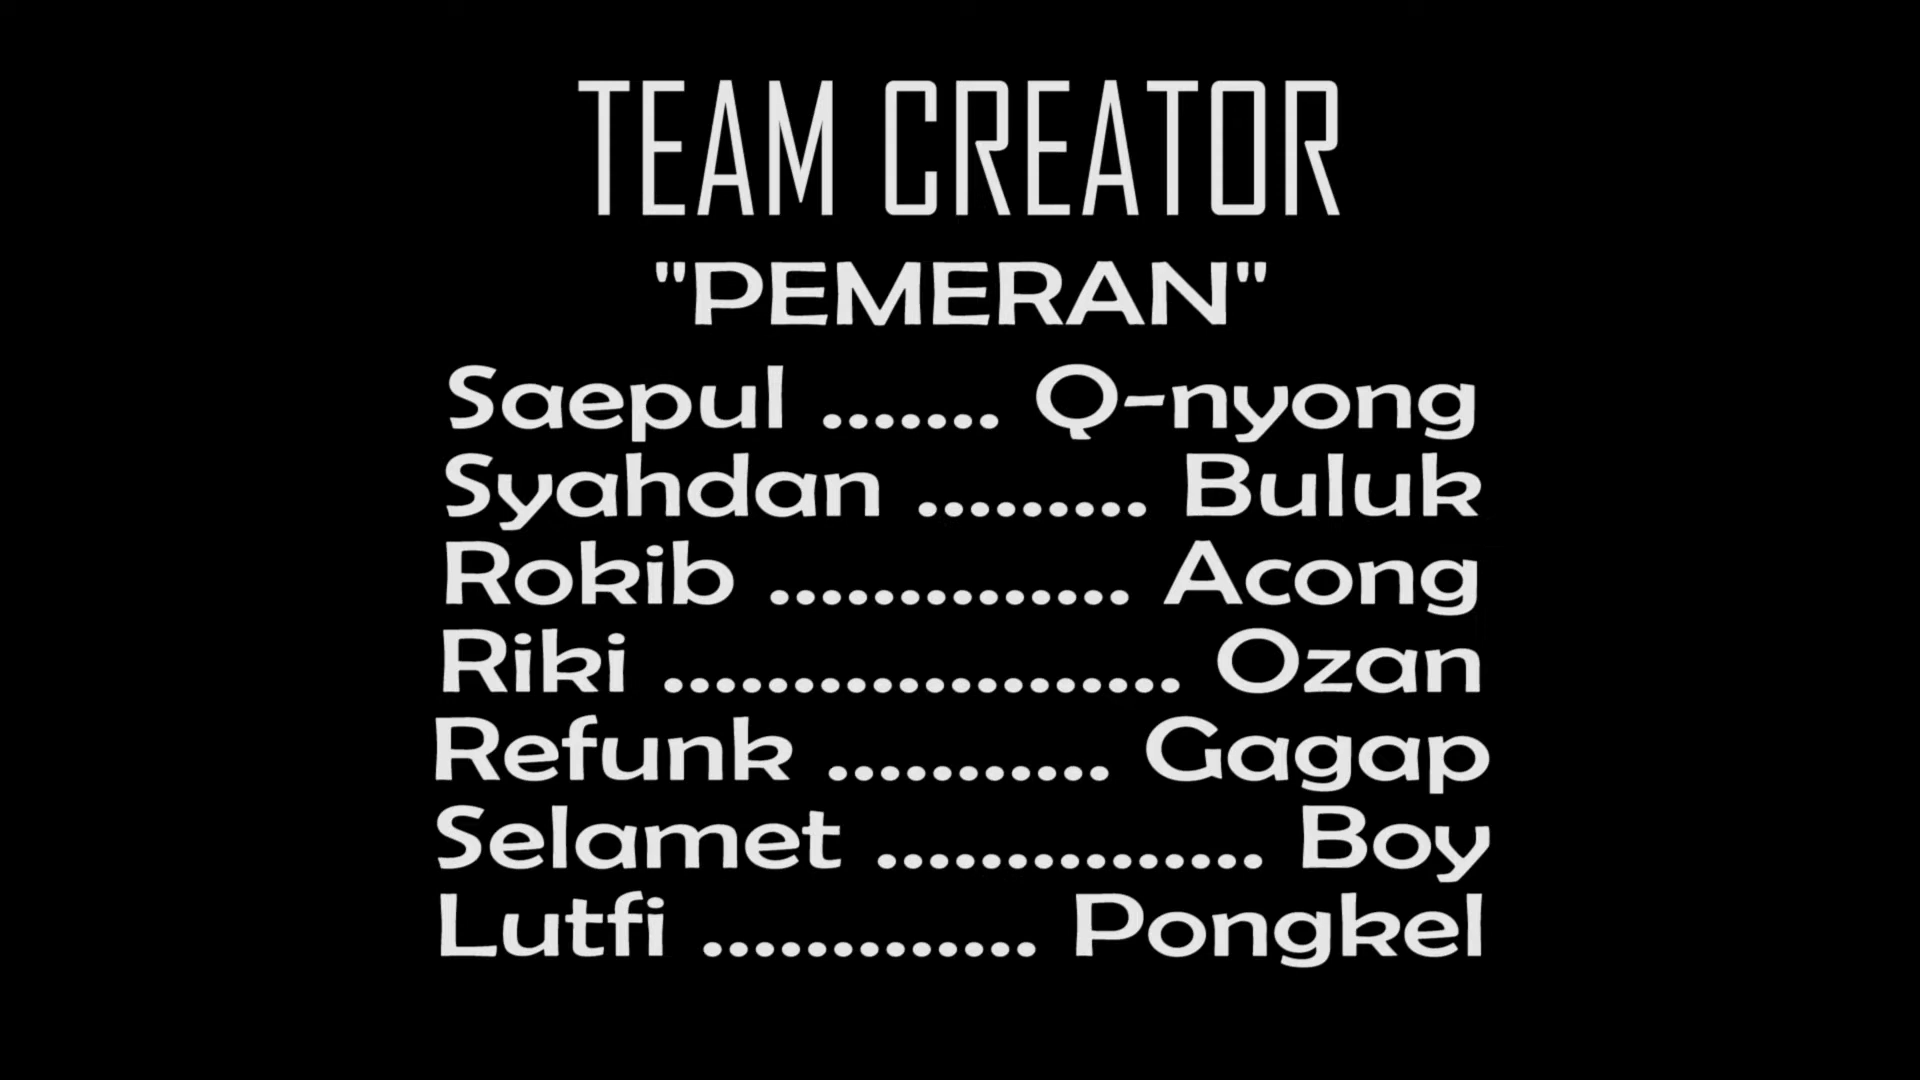 TEAM CREATOR
"PEMERAN"
Saepul ....... Q-nyong
Syahdan ......... Buluk
Rokib .............. Acong
Riki .................... Ozan
Refunk ........... Gagap
Selamet ............... Boy
Lutfi ............. Pongkel